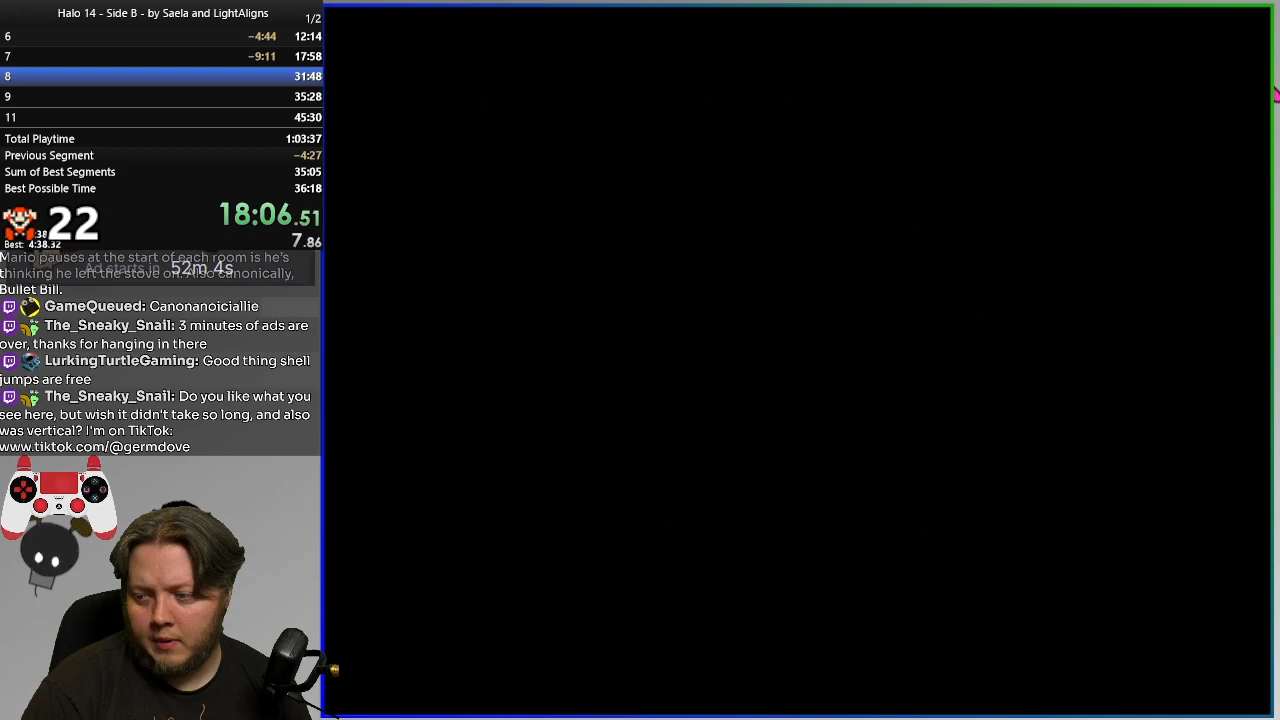 Halo 14 - Side B - by Saela and LightAligns
1/2
6 −4:44 12:14
7 −9:11 17:58
8 31:48
9 35:28
11 45:30
Total Playtime 1:03:37
Previous Segment −4:27
Sum of Best Segments 35:05
Best Possible Time 36:18
22 18:06.51
7.86
Best: 4:38.32
Mario pauses at the start of each room is he's
Ad starts in 52m 4s
thinking he left the stove on. Also canonically,
Bullet Bill.
GameQueued: Canonanoiciallie
The_Sneaky_Snail: 3 minutes of ads are
over, thanks for hanging in there
LurkingTurtleGaming: Good thing shell
jumps are free
The_Sneaky_Snail: Do you like what you
see here, but wish it didn't take so long, and also
was vertical? I'm on TikTok:
www.tiktok.com/@germdove